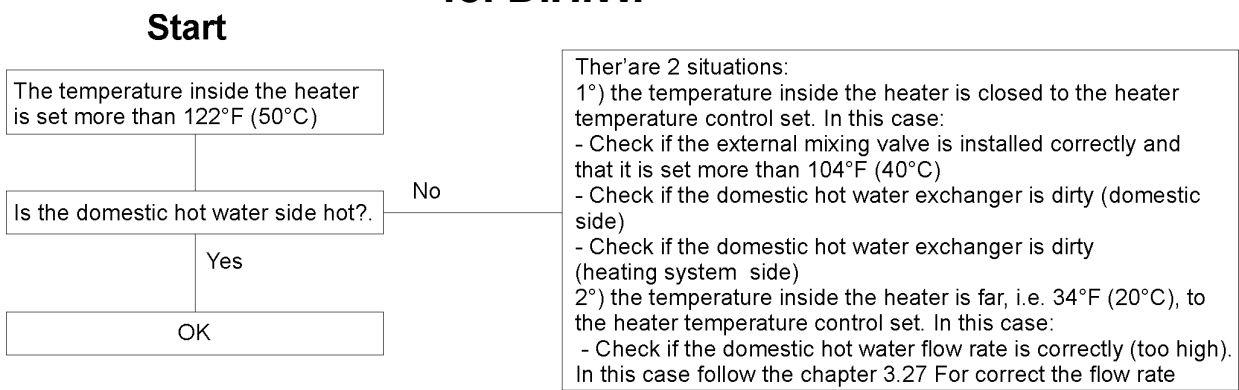 Start
The temperature inside the heater
is set more than 122°F (50°C)
Is the domestic hot water side hot?.
No
Yes
OK
Ther'are 2 situations:
1°) the temperature inside the heater is closed to the heater
temperature control set. In this case:
- Check if the external mixing valve is installed correctly and
that it is set more than 104°F (40°C)
- Check if the domestic hot water exchanger is dirty (domestic
side)
- Check if the domestic hot water exchanger is dirty
(heating system side)
2°) the temperature inside the heater is far, i.e. 34°F (20°C), to
the heater temperature control set. In this case:
- Check if the domestic hot water flow rate is correctly (too high).
In this case follow the chapter 3.27 For correct the flow rate